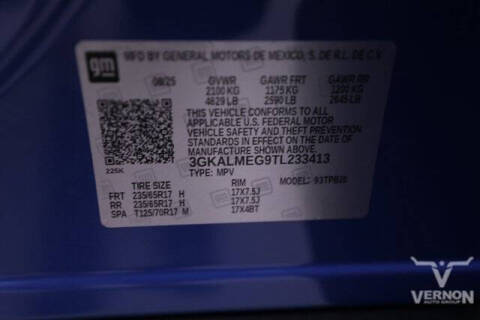 gm
MFD BY GENERAL MOTORS DE MEXICO, S. DE R.L. DE C.V.
08/25 GVWR GAWR FRT GAWR RR
2100 KG 1175 KG 1200 KG
4629 LB 2590 LB 2645 LB
THIS VEHICLE CONFORMS TO ALL
APPLICABLE U.S. FEDERAL MOTOR
VEHICLE SAFETY AND THEFT PREVENTION
STANDARDS IN EFFECT ON THE DATE OF
MANUFACTURE SHOWN ABOVE.
3GKALMEG9TL233413
225K TYPE: MPV
TIRE SIZE RIM MODEL:
FRT 235/65R17 H 17X7.5J
RR 235/65R17 H 17X7.5J
SPA T125/70R17 M 17X4BT
VERNON
AUTO GROUP